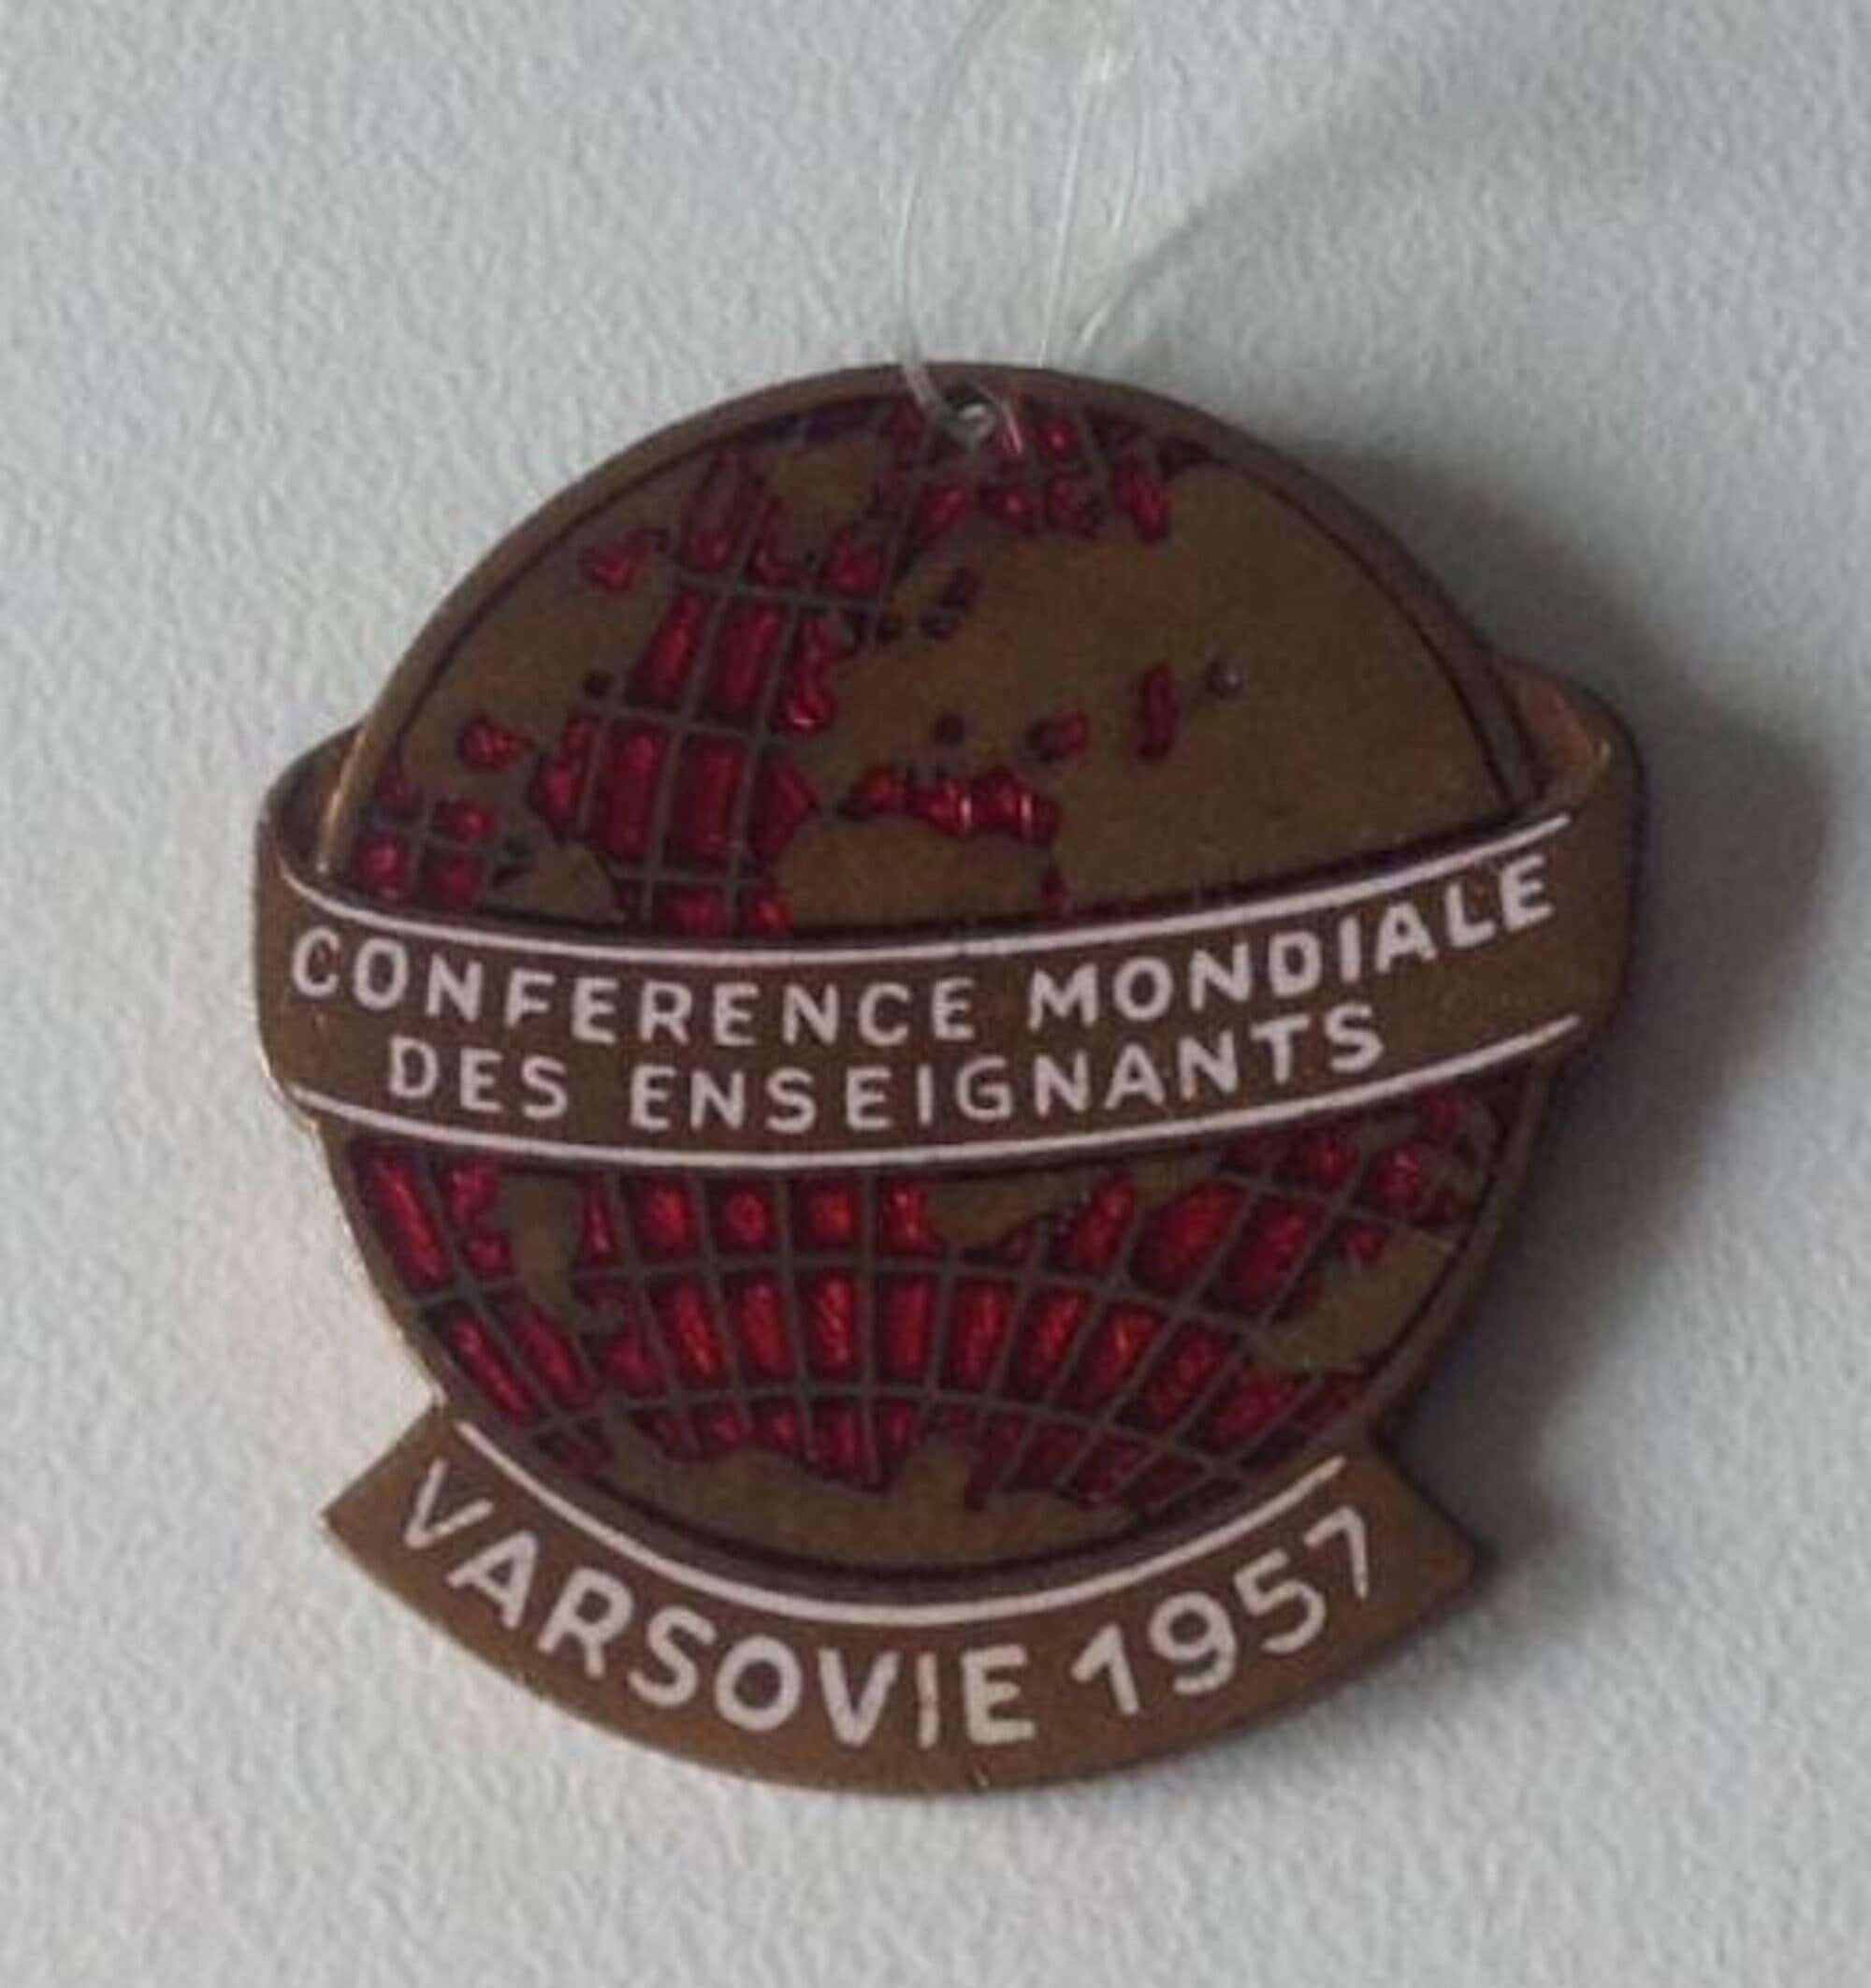 CONFERENCE MONDIALE
DES ENSEIGNANTS
VARSOVIE 1957